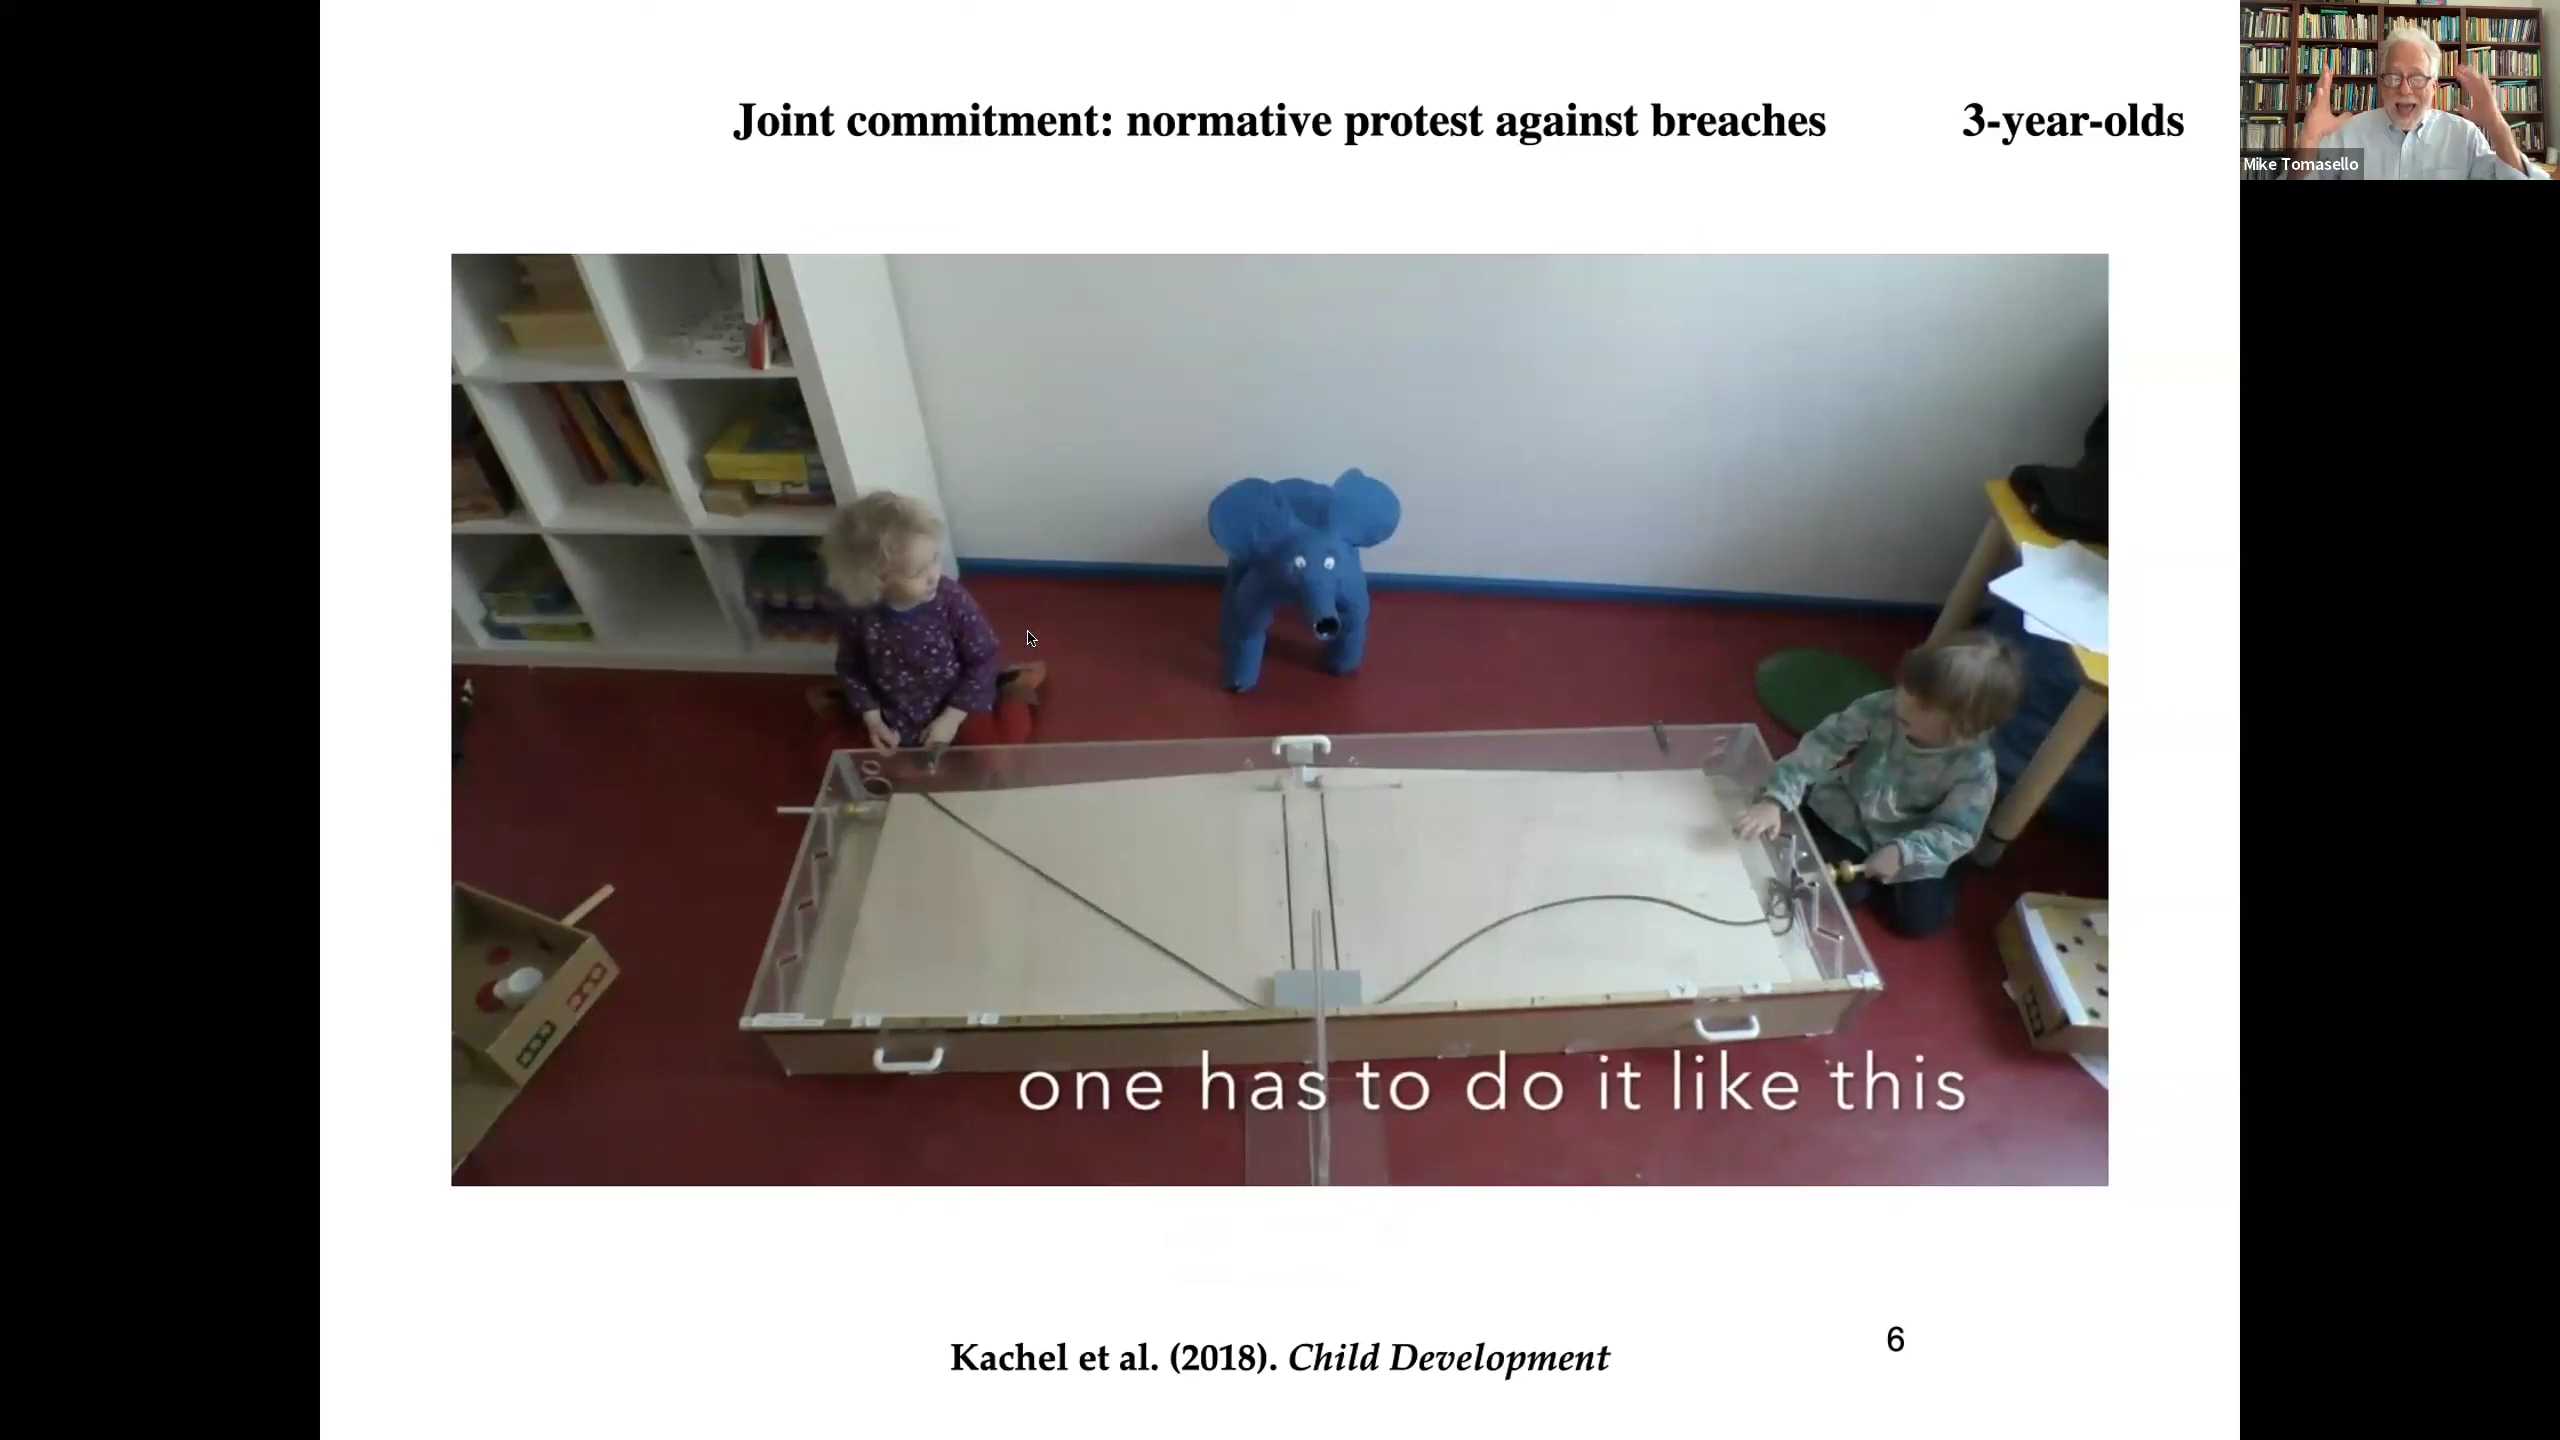 Joint commitment: normative protest against breaches 3-year-olds
Mike Tomasello
one has to do it like this
Kachel et al. (2018). Child Development
6